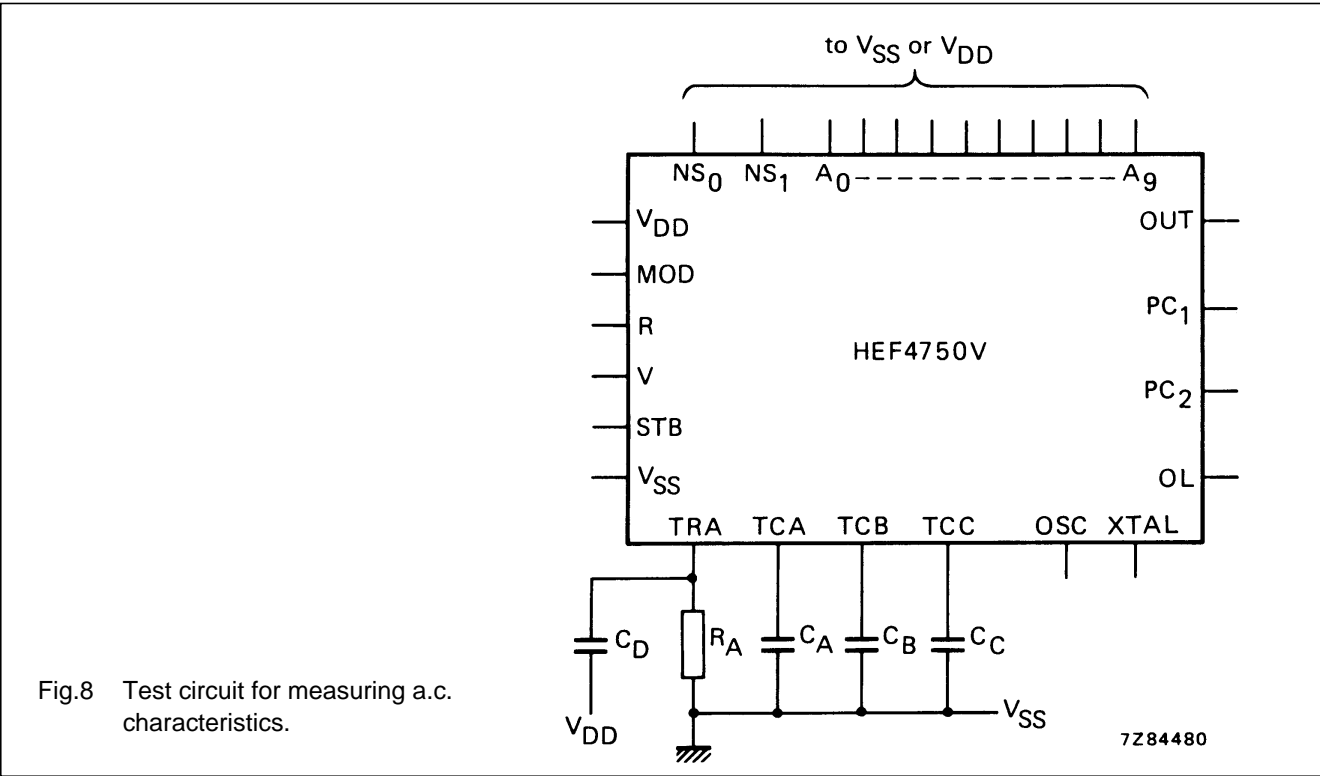 to VSS or VDD
NS0 NS1 A0 A9
VDD
OUT
MOD
PC1
R
HEF4750V
V
PC2
STB
VSS
OL
TRA TCA TCB TCC OSC XTAL
CD RA CA CB CC
Fig.8 Test circuit for measuring a.c.
characteristics.
VDD
VSS
7Z84480